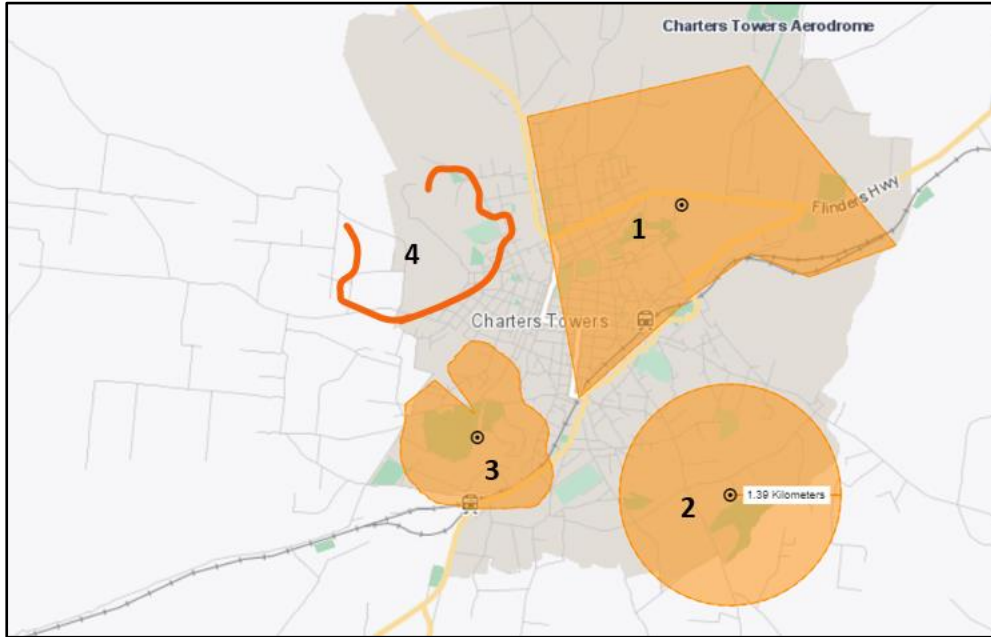 Charters Towers Aerodrome
Flinders Hwy
1
4
Charters Towers
3
2
1.39 Kilometers